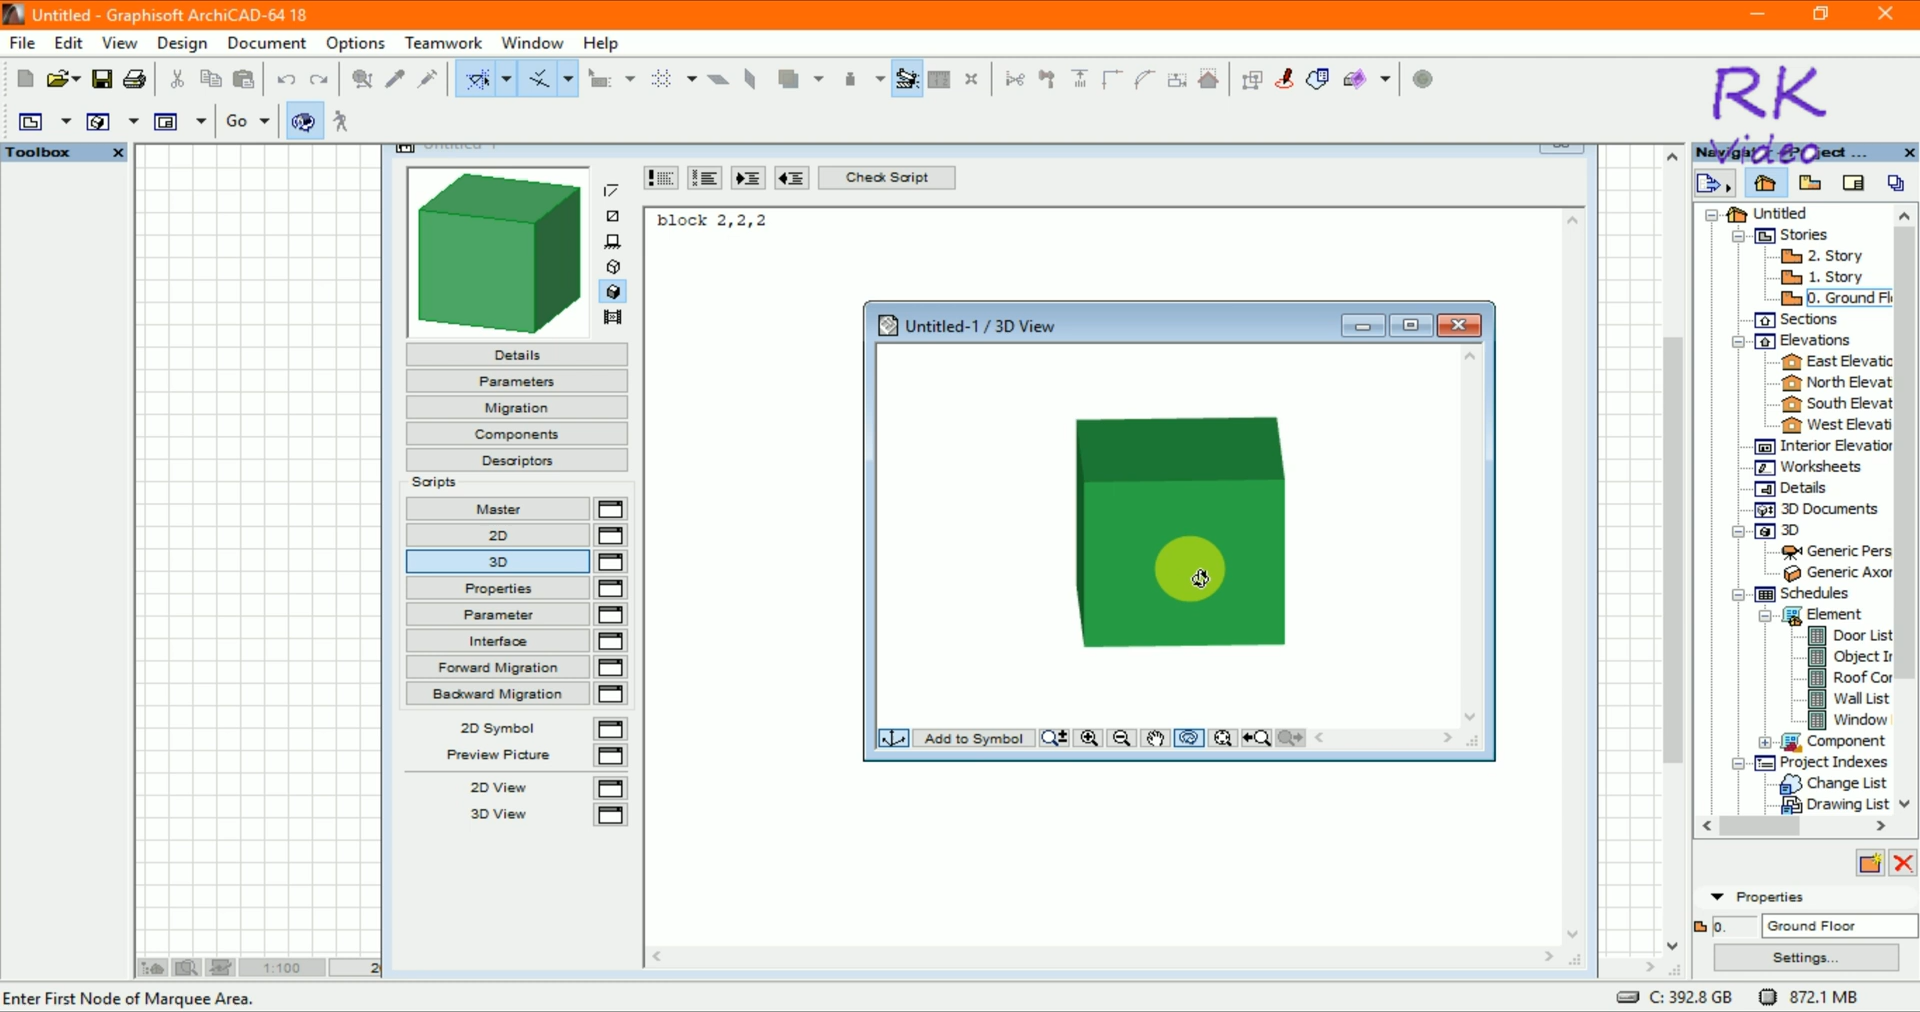 Untitled - Graphisoft ArchiCAD-64 18
File Edit View Design Document Options Teamwork Window Help
RK
Video
Go
Toolbox
Navigat
Project ...
Check Script
block 2,2,2
Untitled-1 / 3D View
Add to Symbol
Details
Parameters
Migration
Components
Descriptors
Scripts
Master
2D
3D
Properties
Parameter
Interface
Forward Migration
Backward Migration
2D Symbol
Preview Picture
2D View
3D View
Untitled
Stories
2. Story
1. Story
0. Ground Fl
Sections
Elevations
East Elevatic
North Elevat
South Elevat
West Elevati
Interior Elevation
Worksheets
Details
3D Documents
3D
Generic Pers
Generic Axor
Schedules
Element
Door List
Object Ir
Roof Cor
Wall List
Window
Component
Project Indexes
Change List
Drawing List
Properties
0. Ground Floor
Settings...
1:100
Enter First Node of Marquee Area.
C: 392.8 GB 872.1 MB